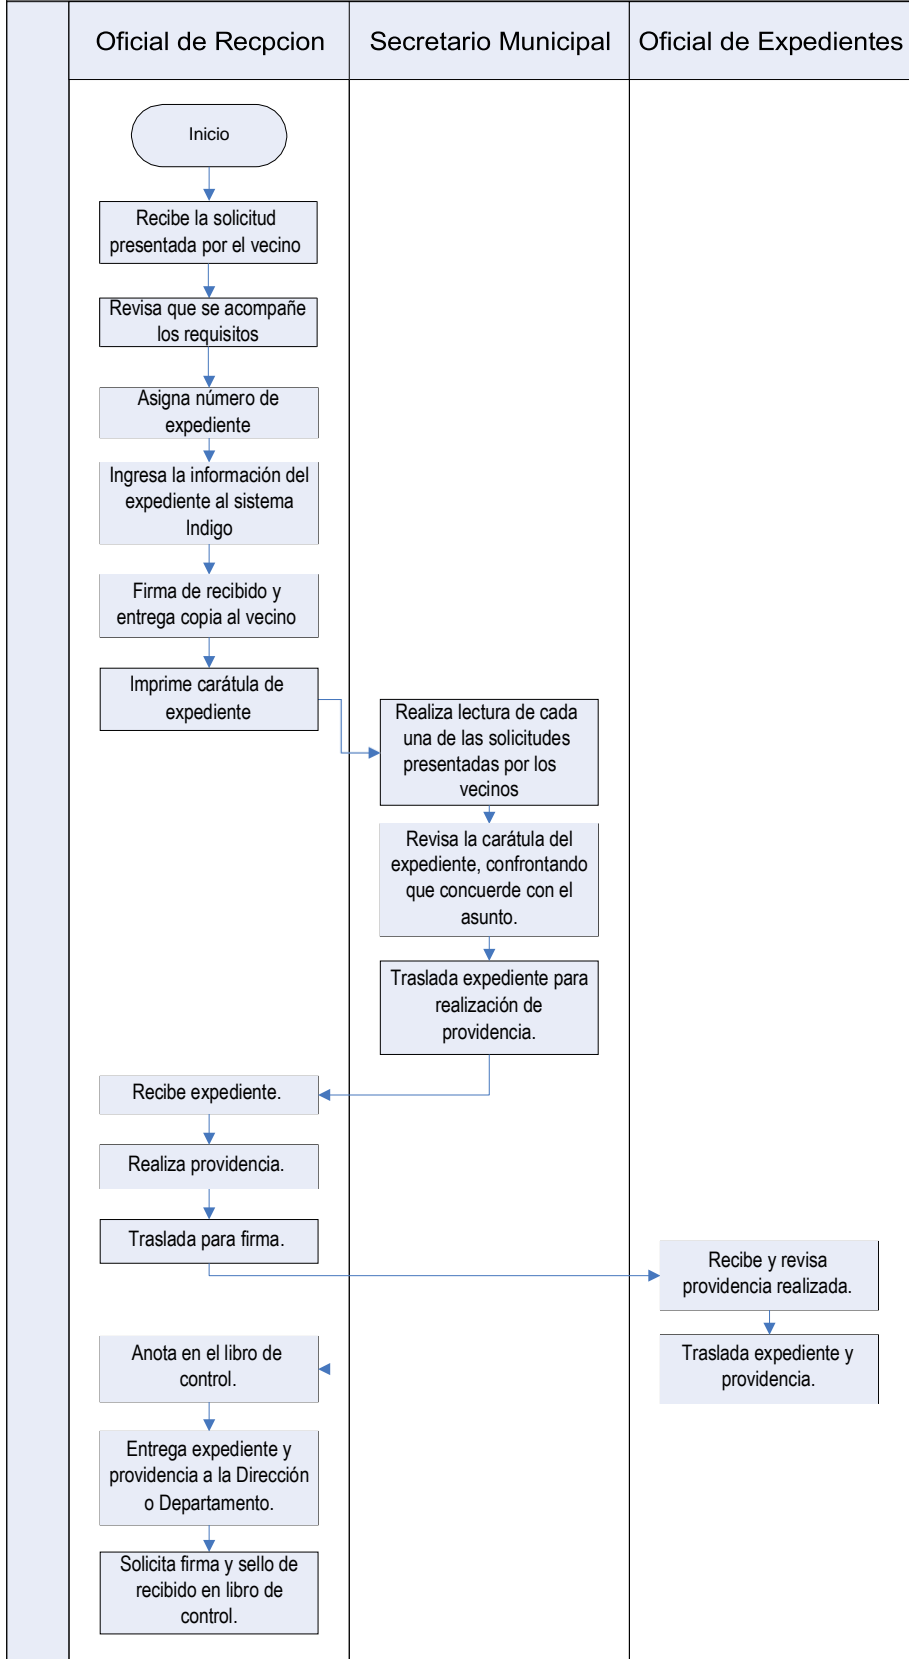 Oficial de Recpcion
Secretario Municipal
Oficial de Expedientes
Inicio
Recibe la solicitud
presentada por el vecino
Revisa que se acompañe
los requisitos
Asigna número de
expediente
Ingresa la información del
expediente al sistema
Indigo
Firma de recibido y
entrega copia al vecino
Imprime carátula de
expediente
Realiza lectura de cada
una de las solicitudes
presentadas por los
vecinos
Revisa la carátula del
expediente, confrontando
que concuerde con el
asunto.
Traslada expediente para
realización de
providencia.
Recibe expediente.
Realiza providencia.
Traslada para firma.
Recibe y revisa
providencia realizada.
Traslada expediente y
providencia.
Anota en el libro de
control.
Entrega expediente y
providencia a la Dirección
o Departamento.
Solicita firma y sello de
recibido en libro de
control.